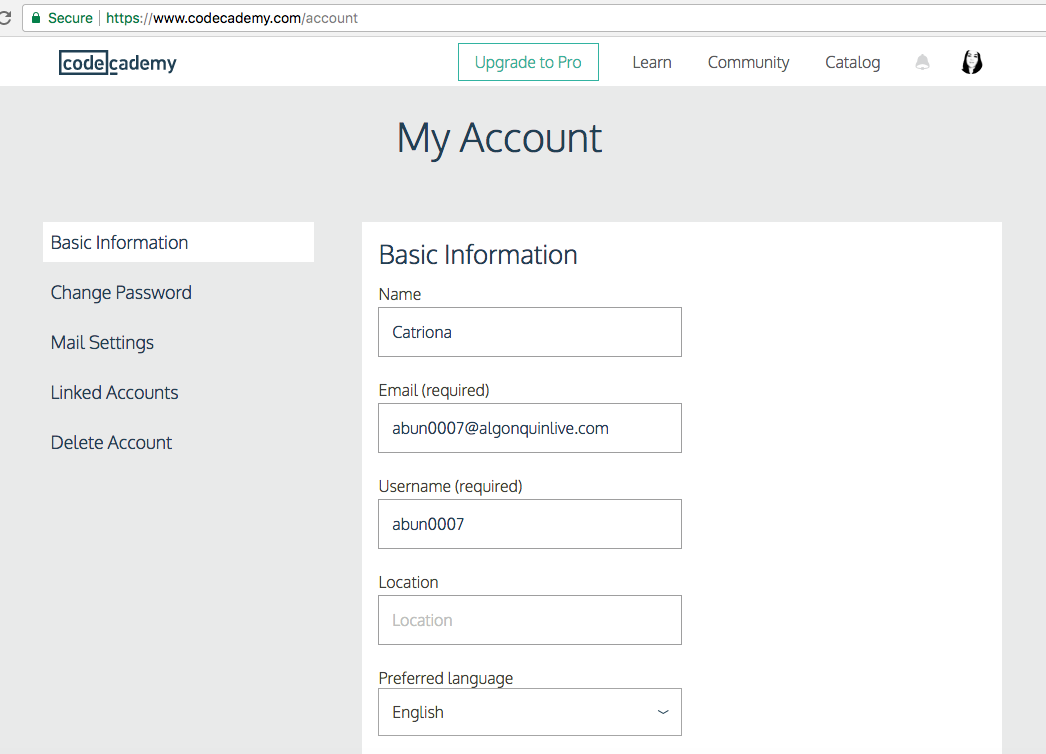 Secure https://www.codecademy.com/account
codecademy
Upgrade to Pro Learn Community Catalog
My Account
Basic Information
Change Password
Mail Settings
Linked Accounts
Delete Account
Basic Information
Name
Catriona
Email (required)
abun0007@algonquinlive.com
Username (required)
abun0007
Location
Location
Preferred language
English